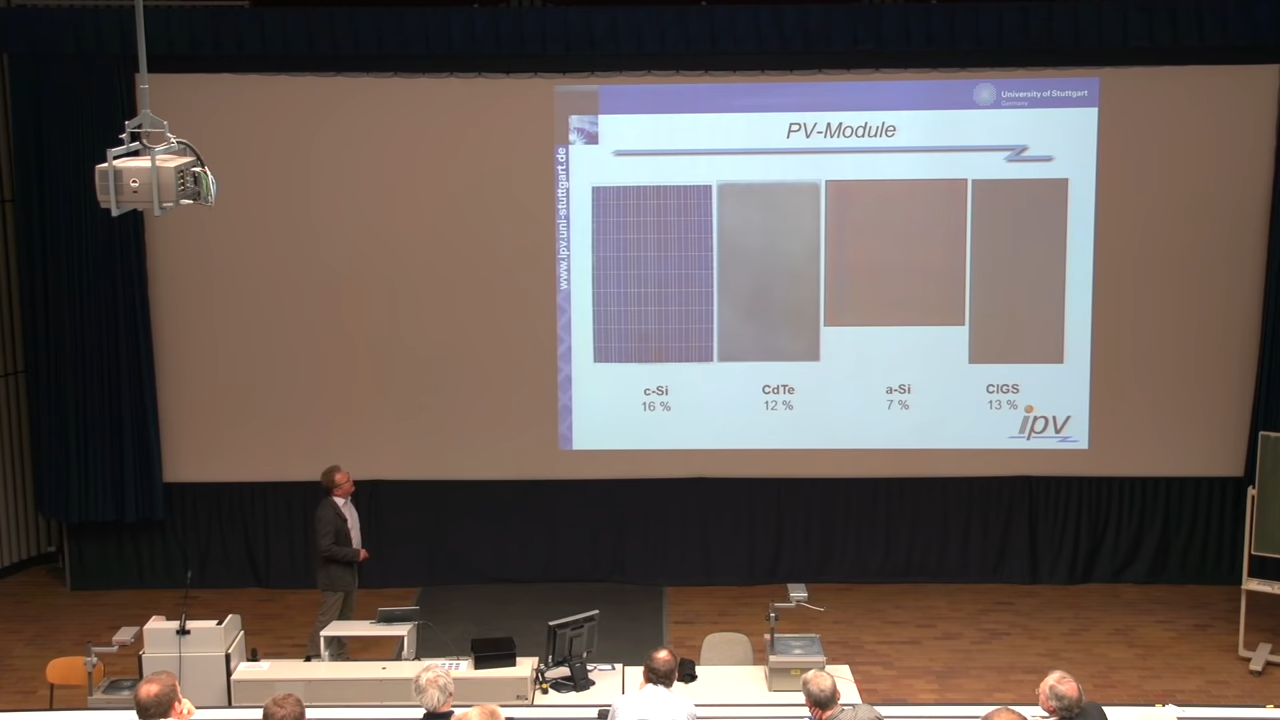 University of Stuttgart
Germany
PV-Module
www.ipv.uni-stuttgart.de
c-Si
16 %
CdTe
12 %
a-Si
7 %
CIGS
13 %
ipv